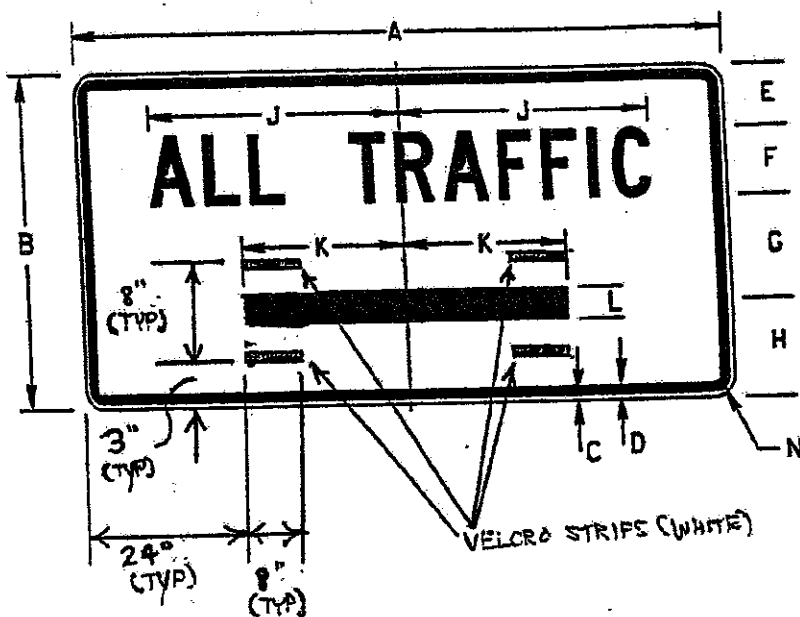 A
E
J J
ALL TRAFFIC
F
B
K K
G
8"
(TYP)
L
H
3"
(TYP)
C D
N
24"
(TYP)
8"
(TYP)
VELCRO STRIPS (WHITE)